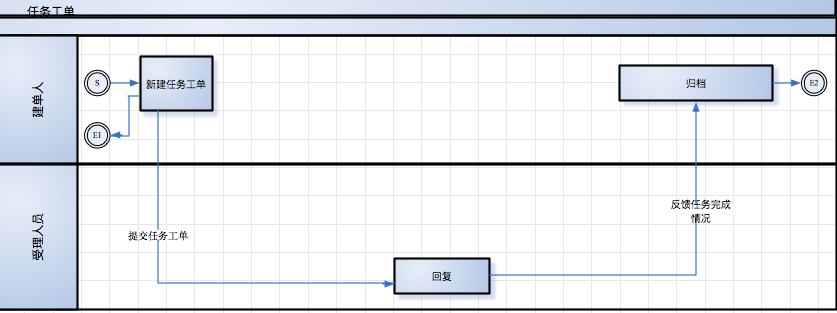 任务工单
建单人
S
新建任务工单
归档
E2
E1
受理人员
反馈任务完成
情况
提交任务工单
回复